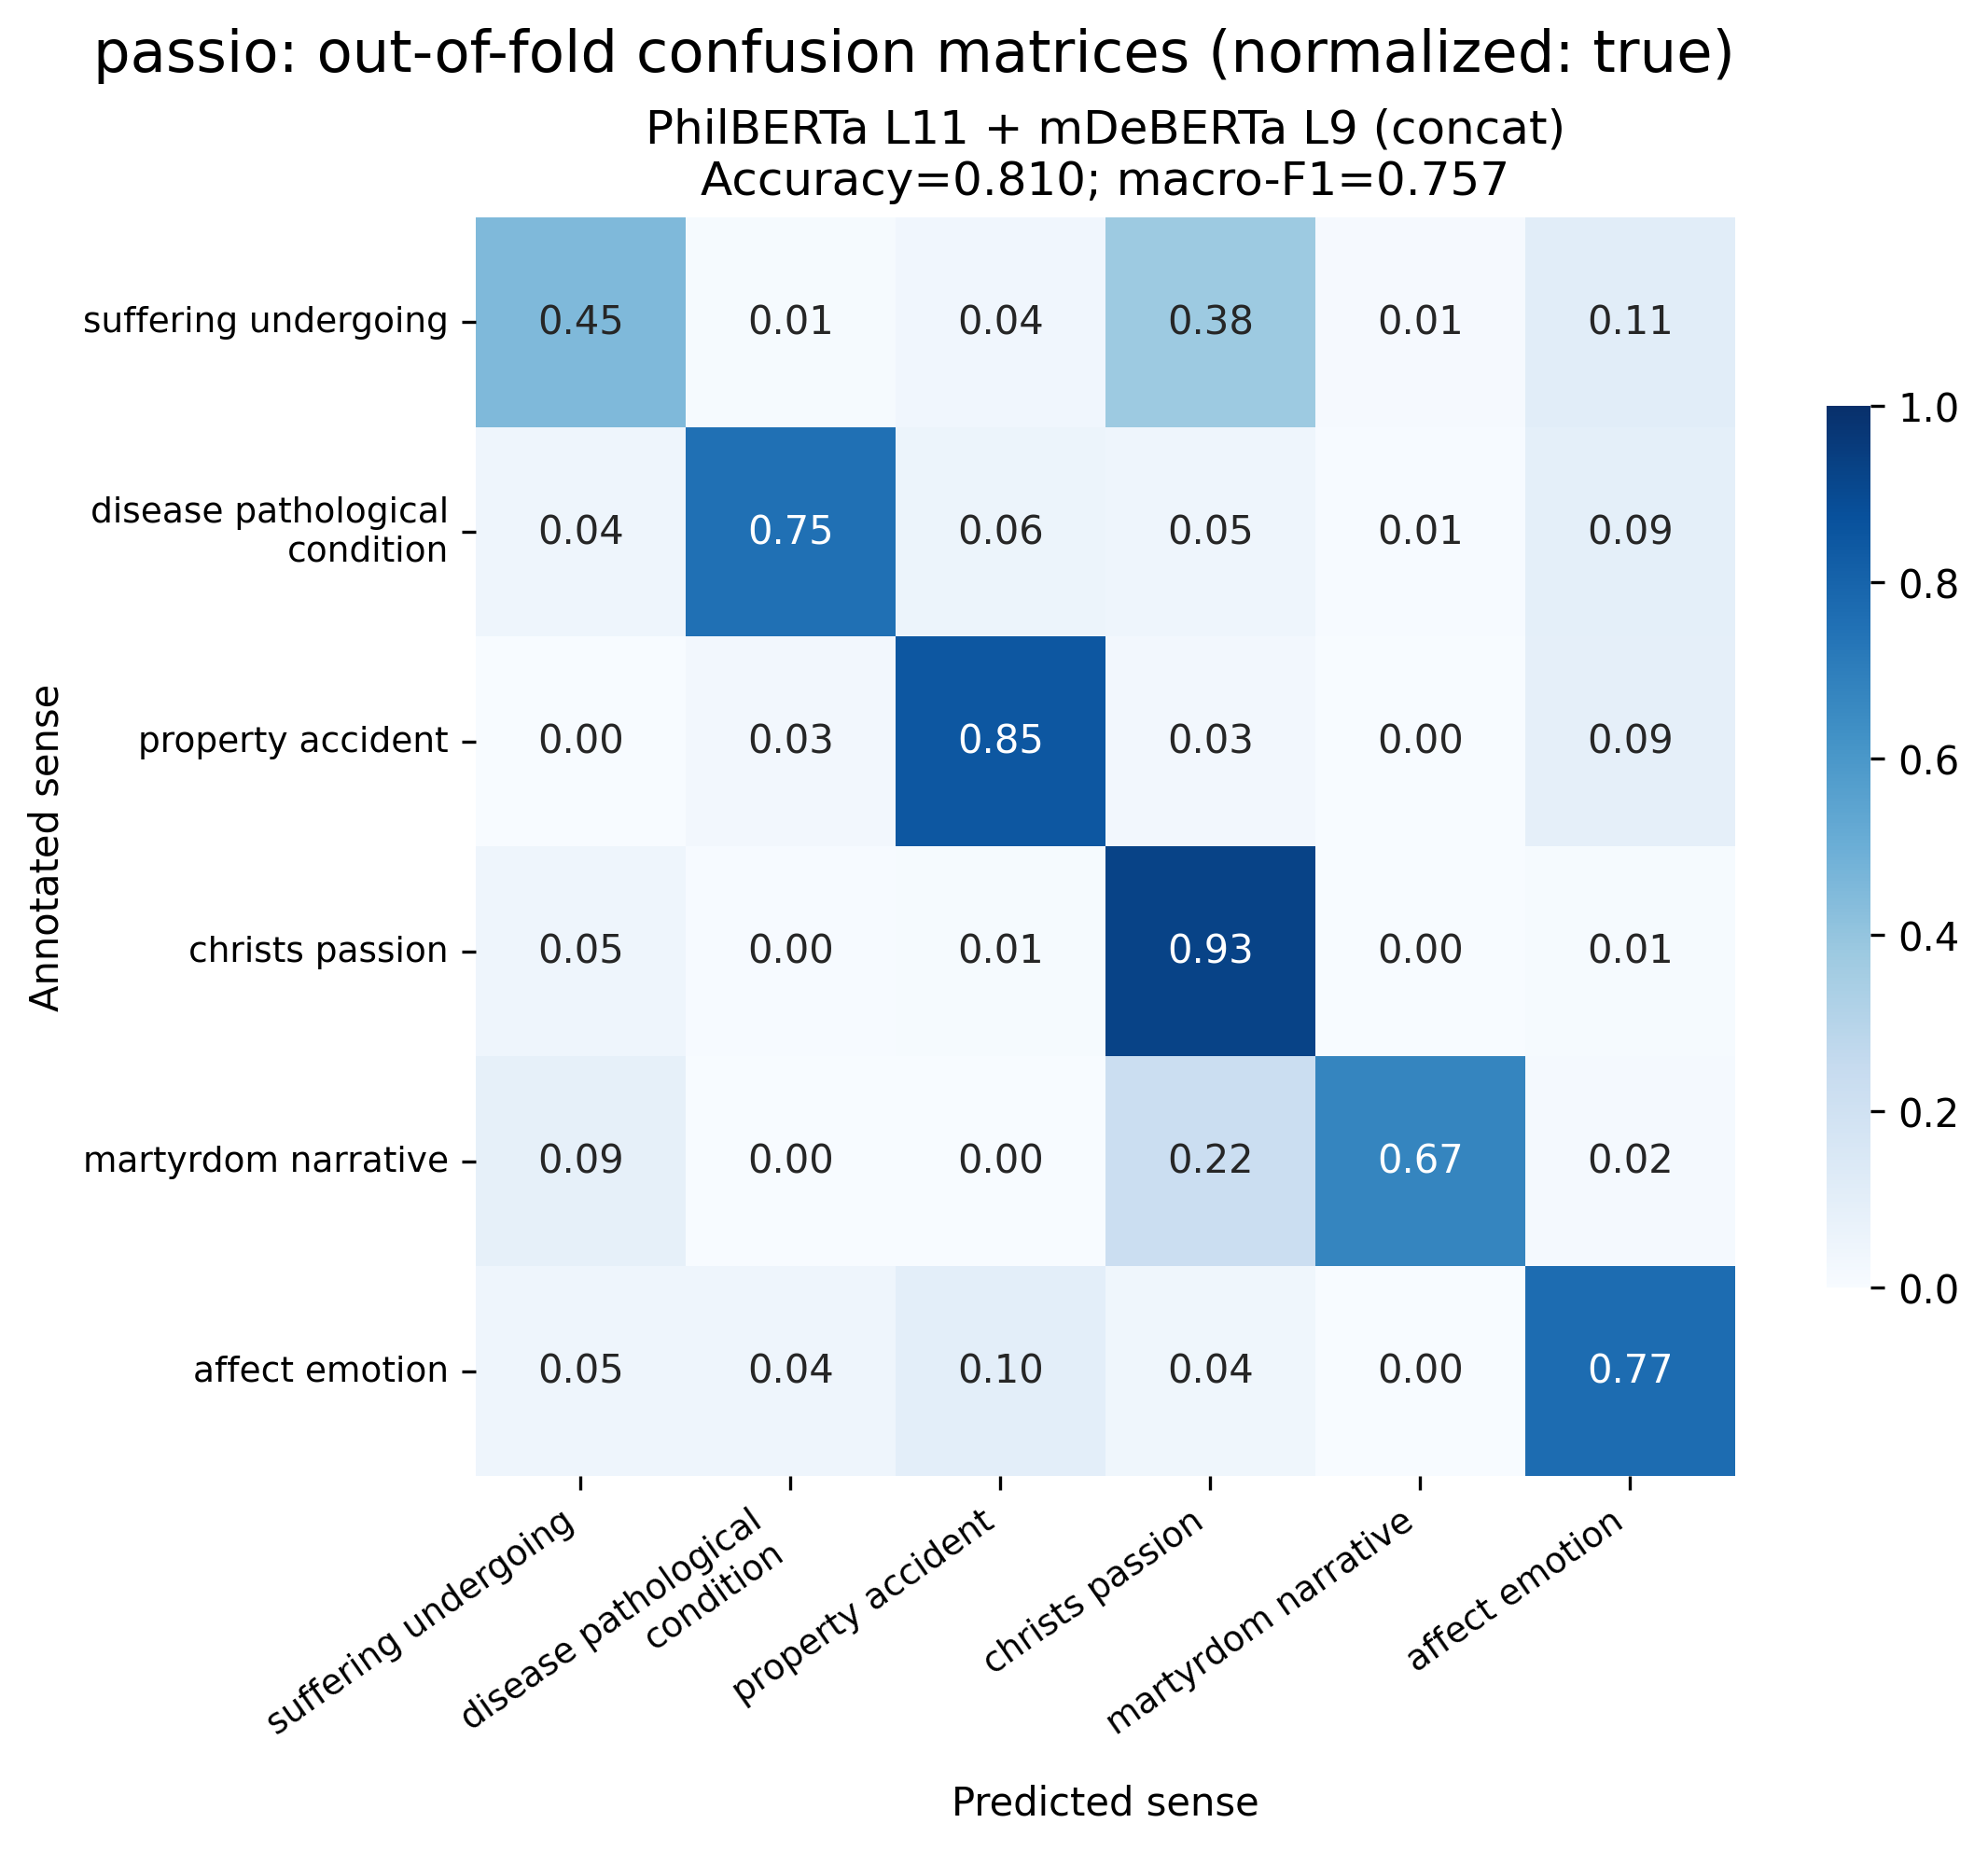 passio: out-of-fold confusion matrices (normalized: true)
PhilBERTa L11 + mDeBERTa L9 (concat)
Accuracy=0.810; macro-F1=0.757
suffering undergoing
0.45 0.01 0.04 0.38 0.01 0.11
disease pathological
condition
0.04 0.75 0.06 0.05 0.01 0.09
property accident
0.00 0.03 0.85 0.03 0.00 0.09
christs passion
0.05 0.00 0.01 0.93 0.00 0.01
martyrdom narrative
0.09 0.00 0.00 0.22 0.67 0.02
affect emotion
0.05 0.04 0.10 0.04 0.00 0.77
Annotated sense
suffering undergoing
disease pathological
condition
property accident
christs passion
martyrdom narrative
affect emotion
Predicted sense
1.0
0.8
0.6
0.4
0.2
0.0